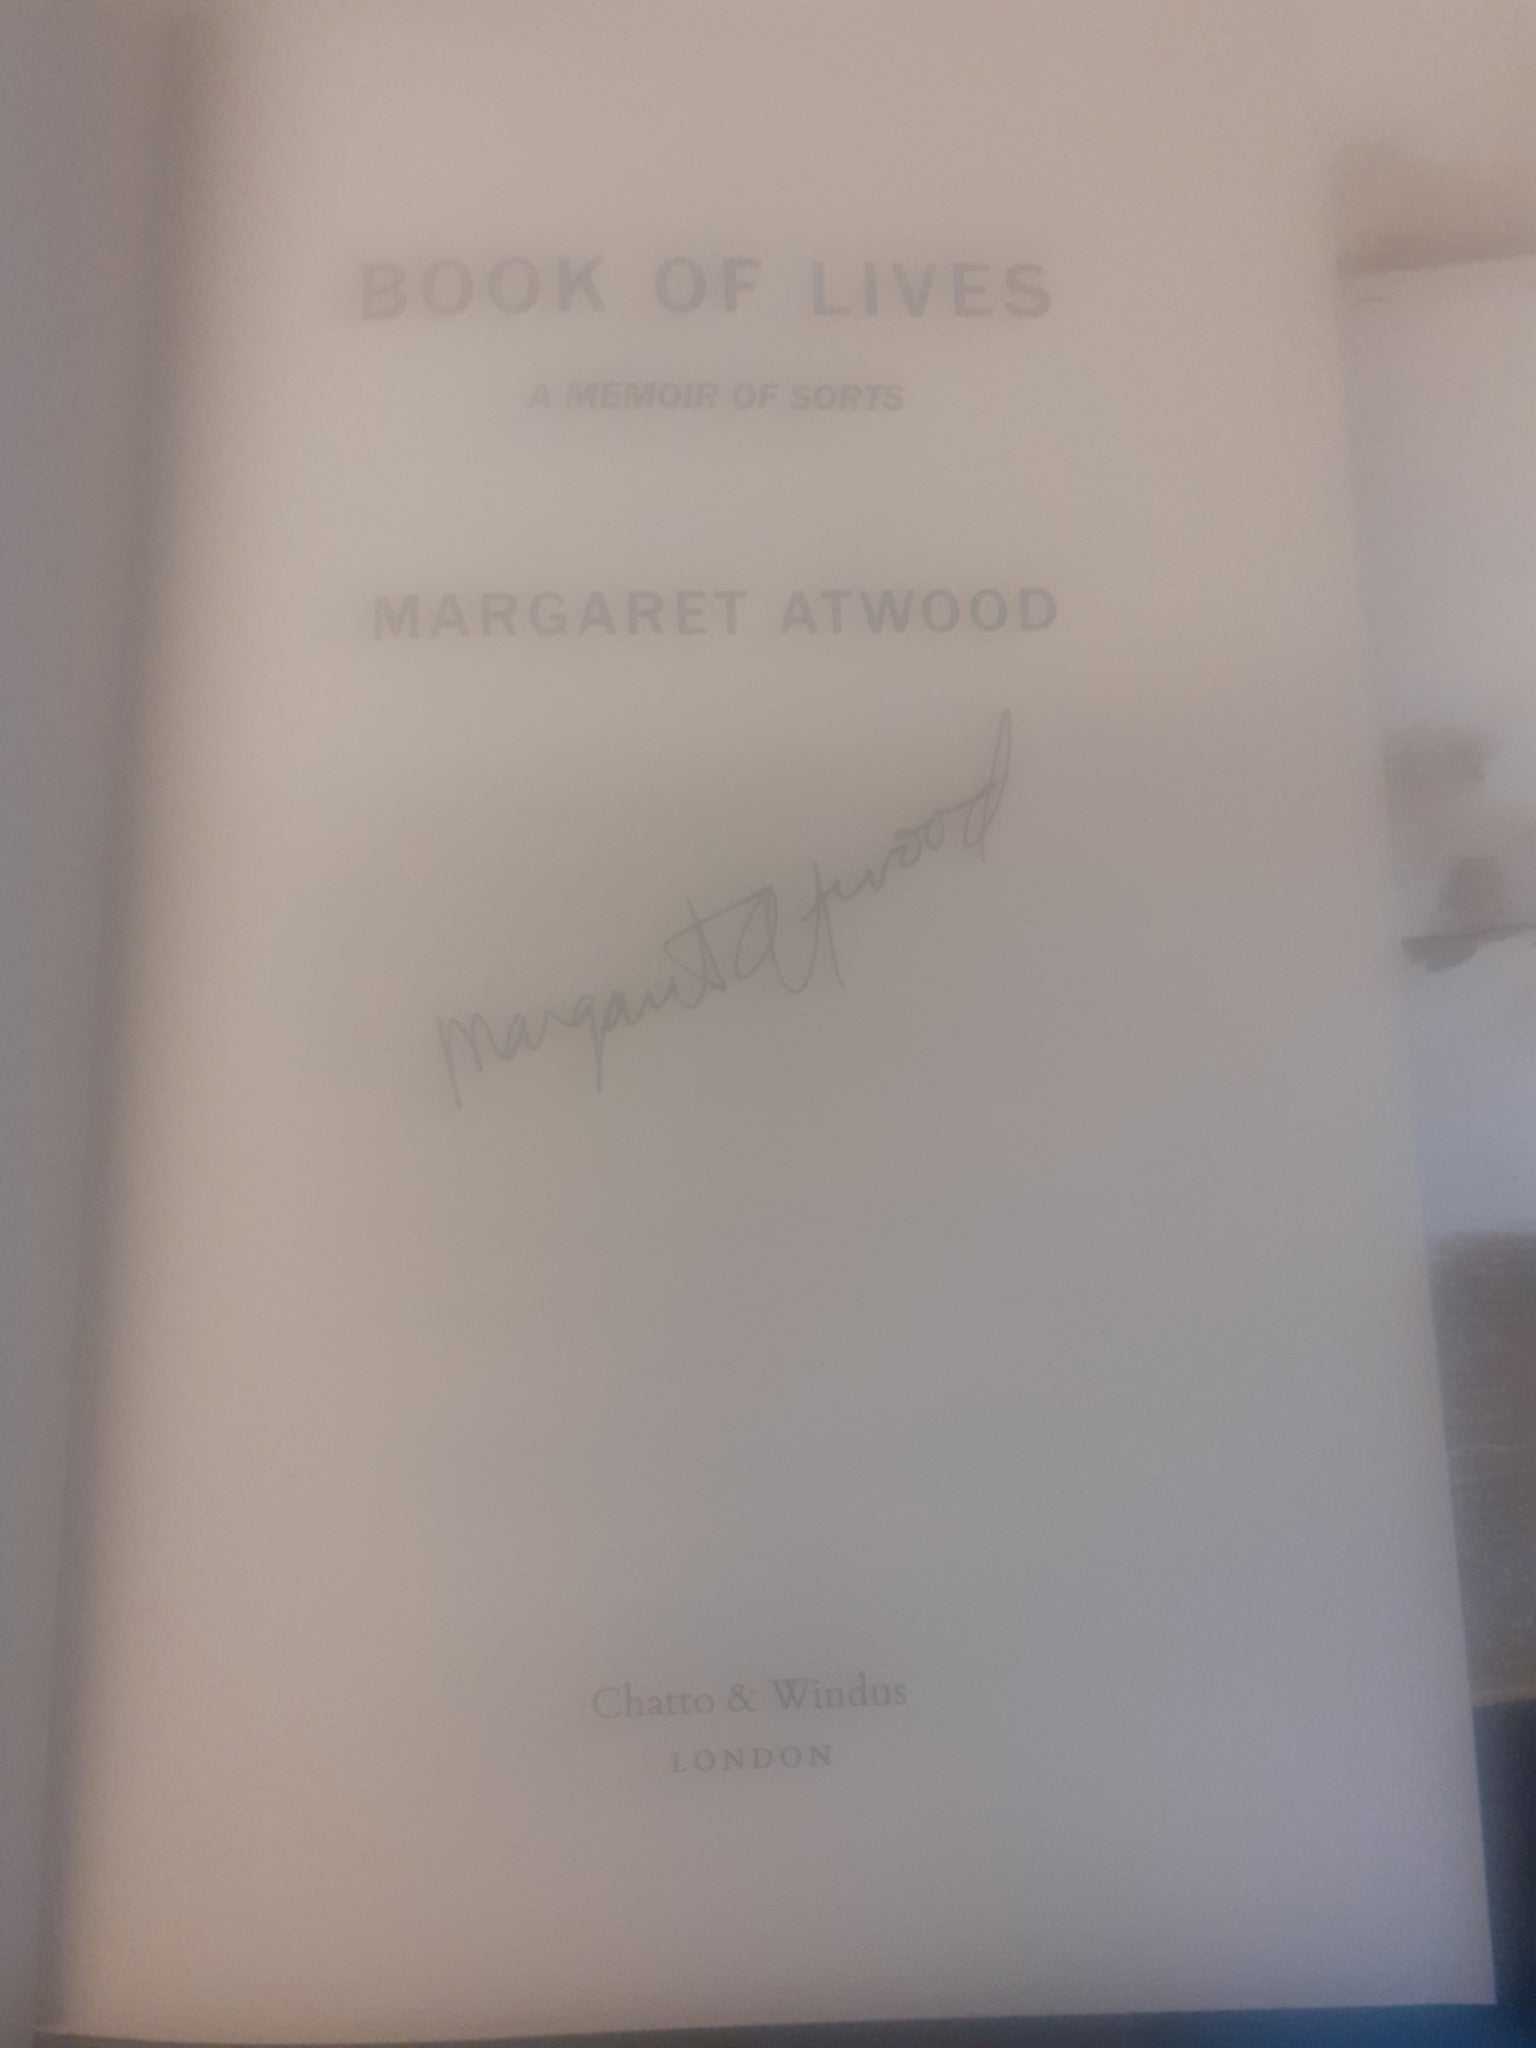 BOOK OF LIVES
A MEMOIR OF SORTS
MARGARET ATWOOD
Margaret Atwood
Chatto & Windus
LONDON